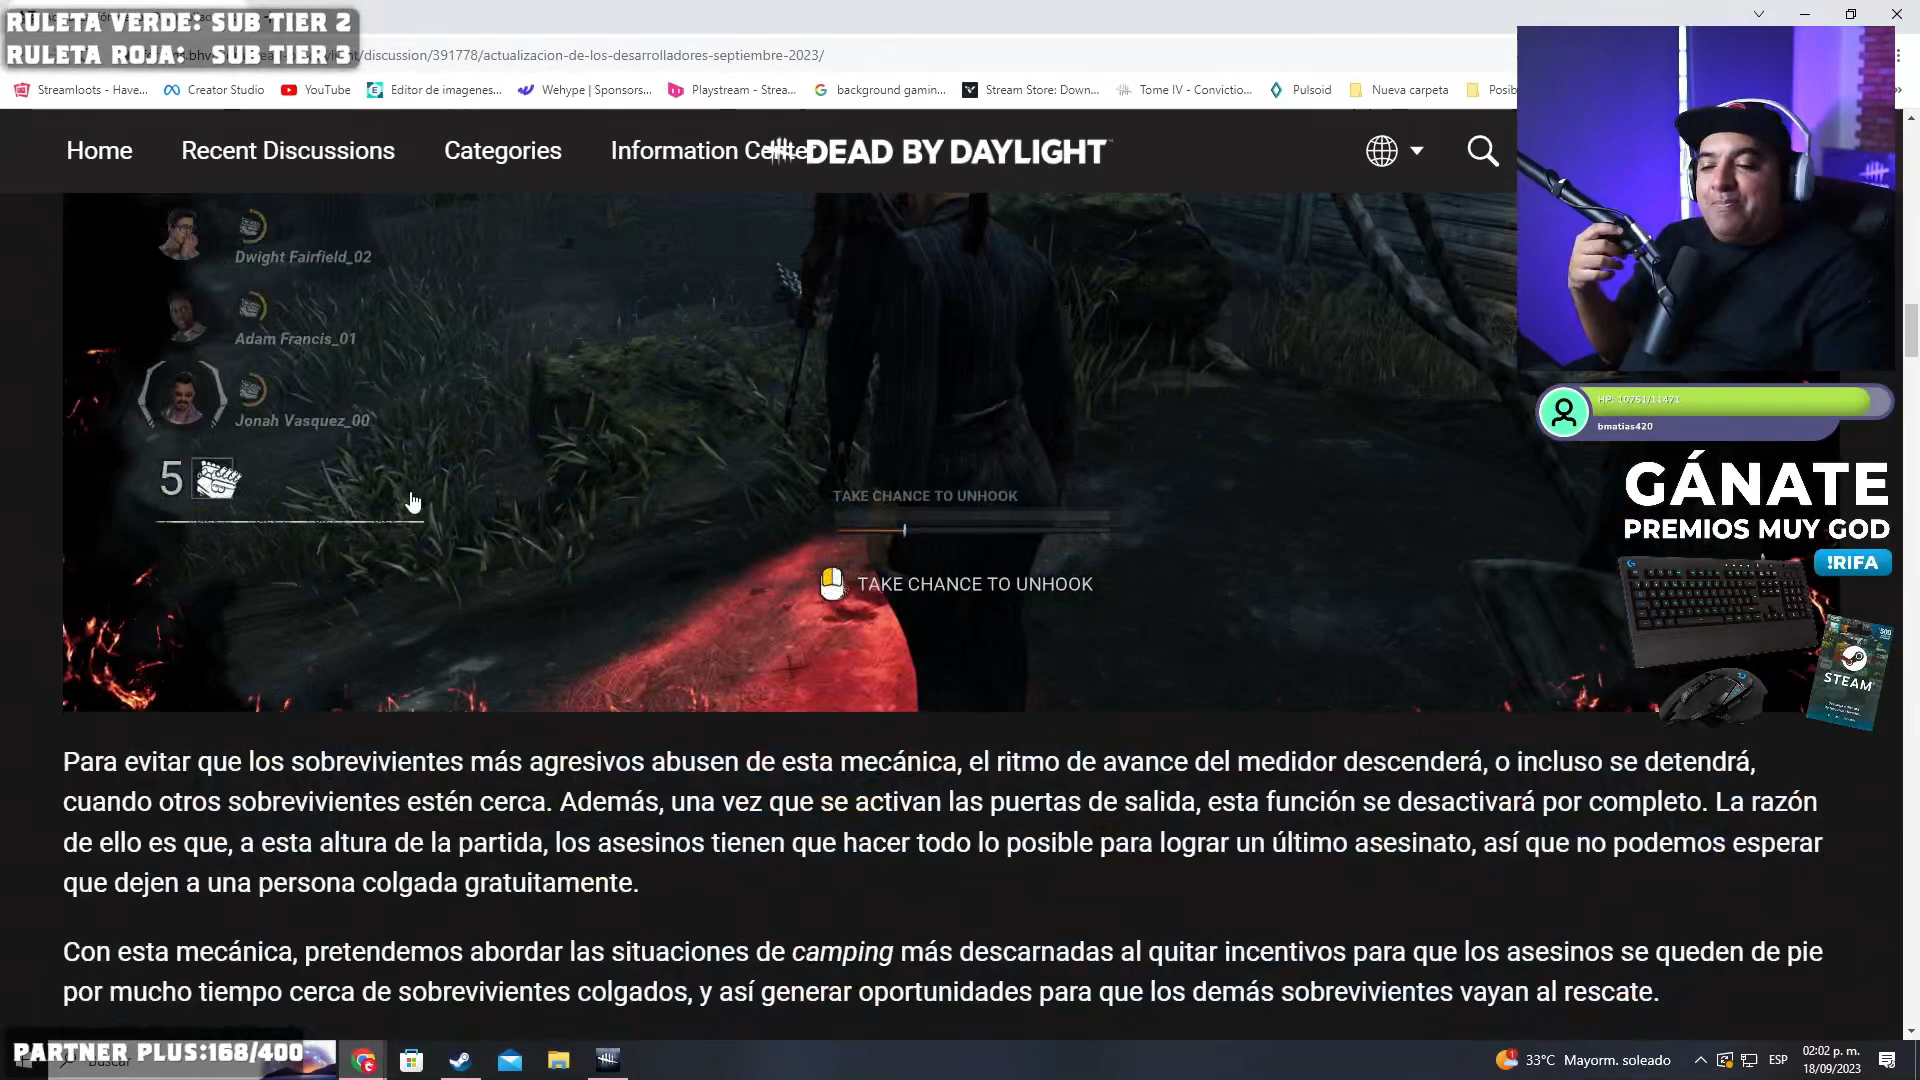 RULETA VERDE: SUB TIER 2
RULETA ROJA: SUB TIER 3
/discussion/391778/actualizacion-de-los-desarrolladores-septiembre-2023/
Streamloots - Have... Creator Studio YouTube Editor de imagenes... Wehype | Sponsors... Playstream - Strea... background gamin... Stream Store: Down... Tome IV - Convictio... Pulsoid Nueva carpeta Posib
Home Recent Discussions Categories Information Center DEAD BY DAYLIGHT
Dwight Fairfield_02
Adam Francis_01
Jonah Vasquez_00
5
TAKE CHANCE TO UNHOOK
TAKE CHANCE TO UNHOOK
HP: 10751/11471
bmatias420
GÁNATE
PREMIOS MUY GOD
!RIFA
STEAM
Para evitar que los sobrevivientes más agresivos abusen de esta mecánica, el ritmo de avance del medidor descenderá, o incluso se detendrá,
cuando otros sobrevivientes estén cerca. Además, una vez que se activan las puertas de salida, esta función se desactivará por completo. La razón
de ello es que, a esta altura de la partida, los asesinos tienen que hacer todo lo posible para lograr un último asesinato, así que no podemos esperar
que dejen a una persona colgada gratuitamente.
Con esta mecánica, pretendemos abordar las situaciones de camping más descarnadas al quitar incentivos para que los asesinos se queden de pie
por mucho tiempo cerca de sobrevivientes colgados, y así generar oportunidades para que los demás sobrevivientes vayan al rescate.
PARTNER PLUS:168/400
Buscar
33°C Mayorm. soleado ESP
02:02 p. m.
18/09/2023